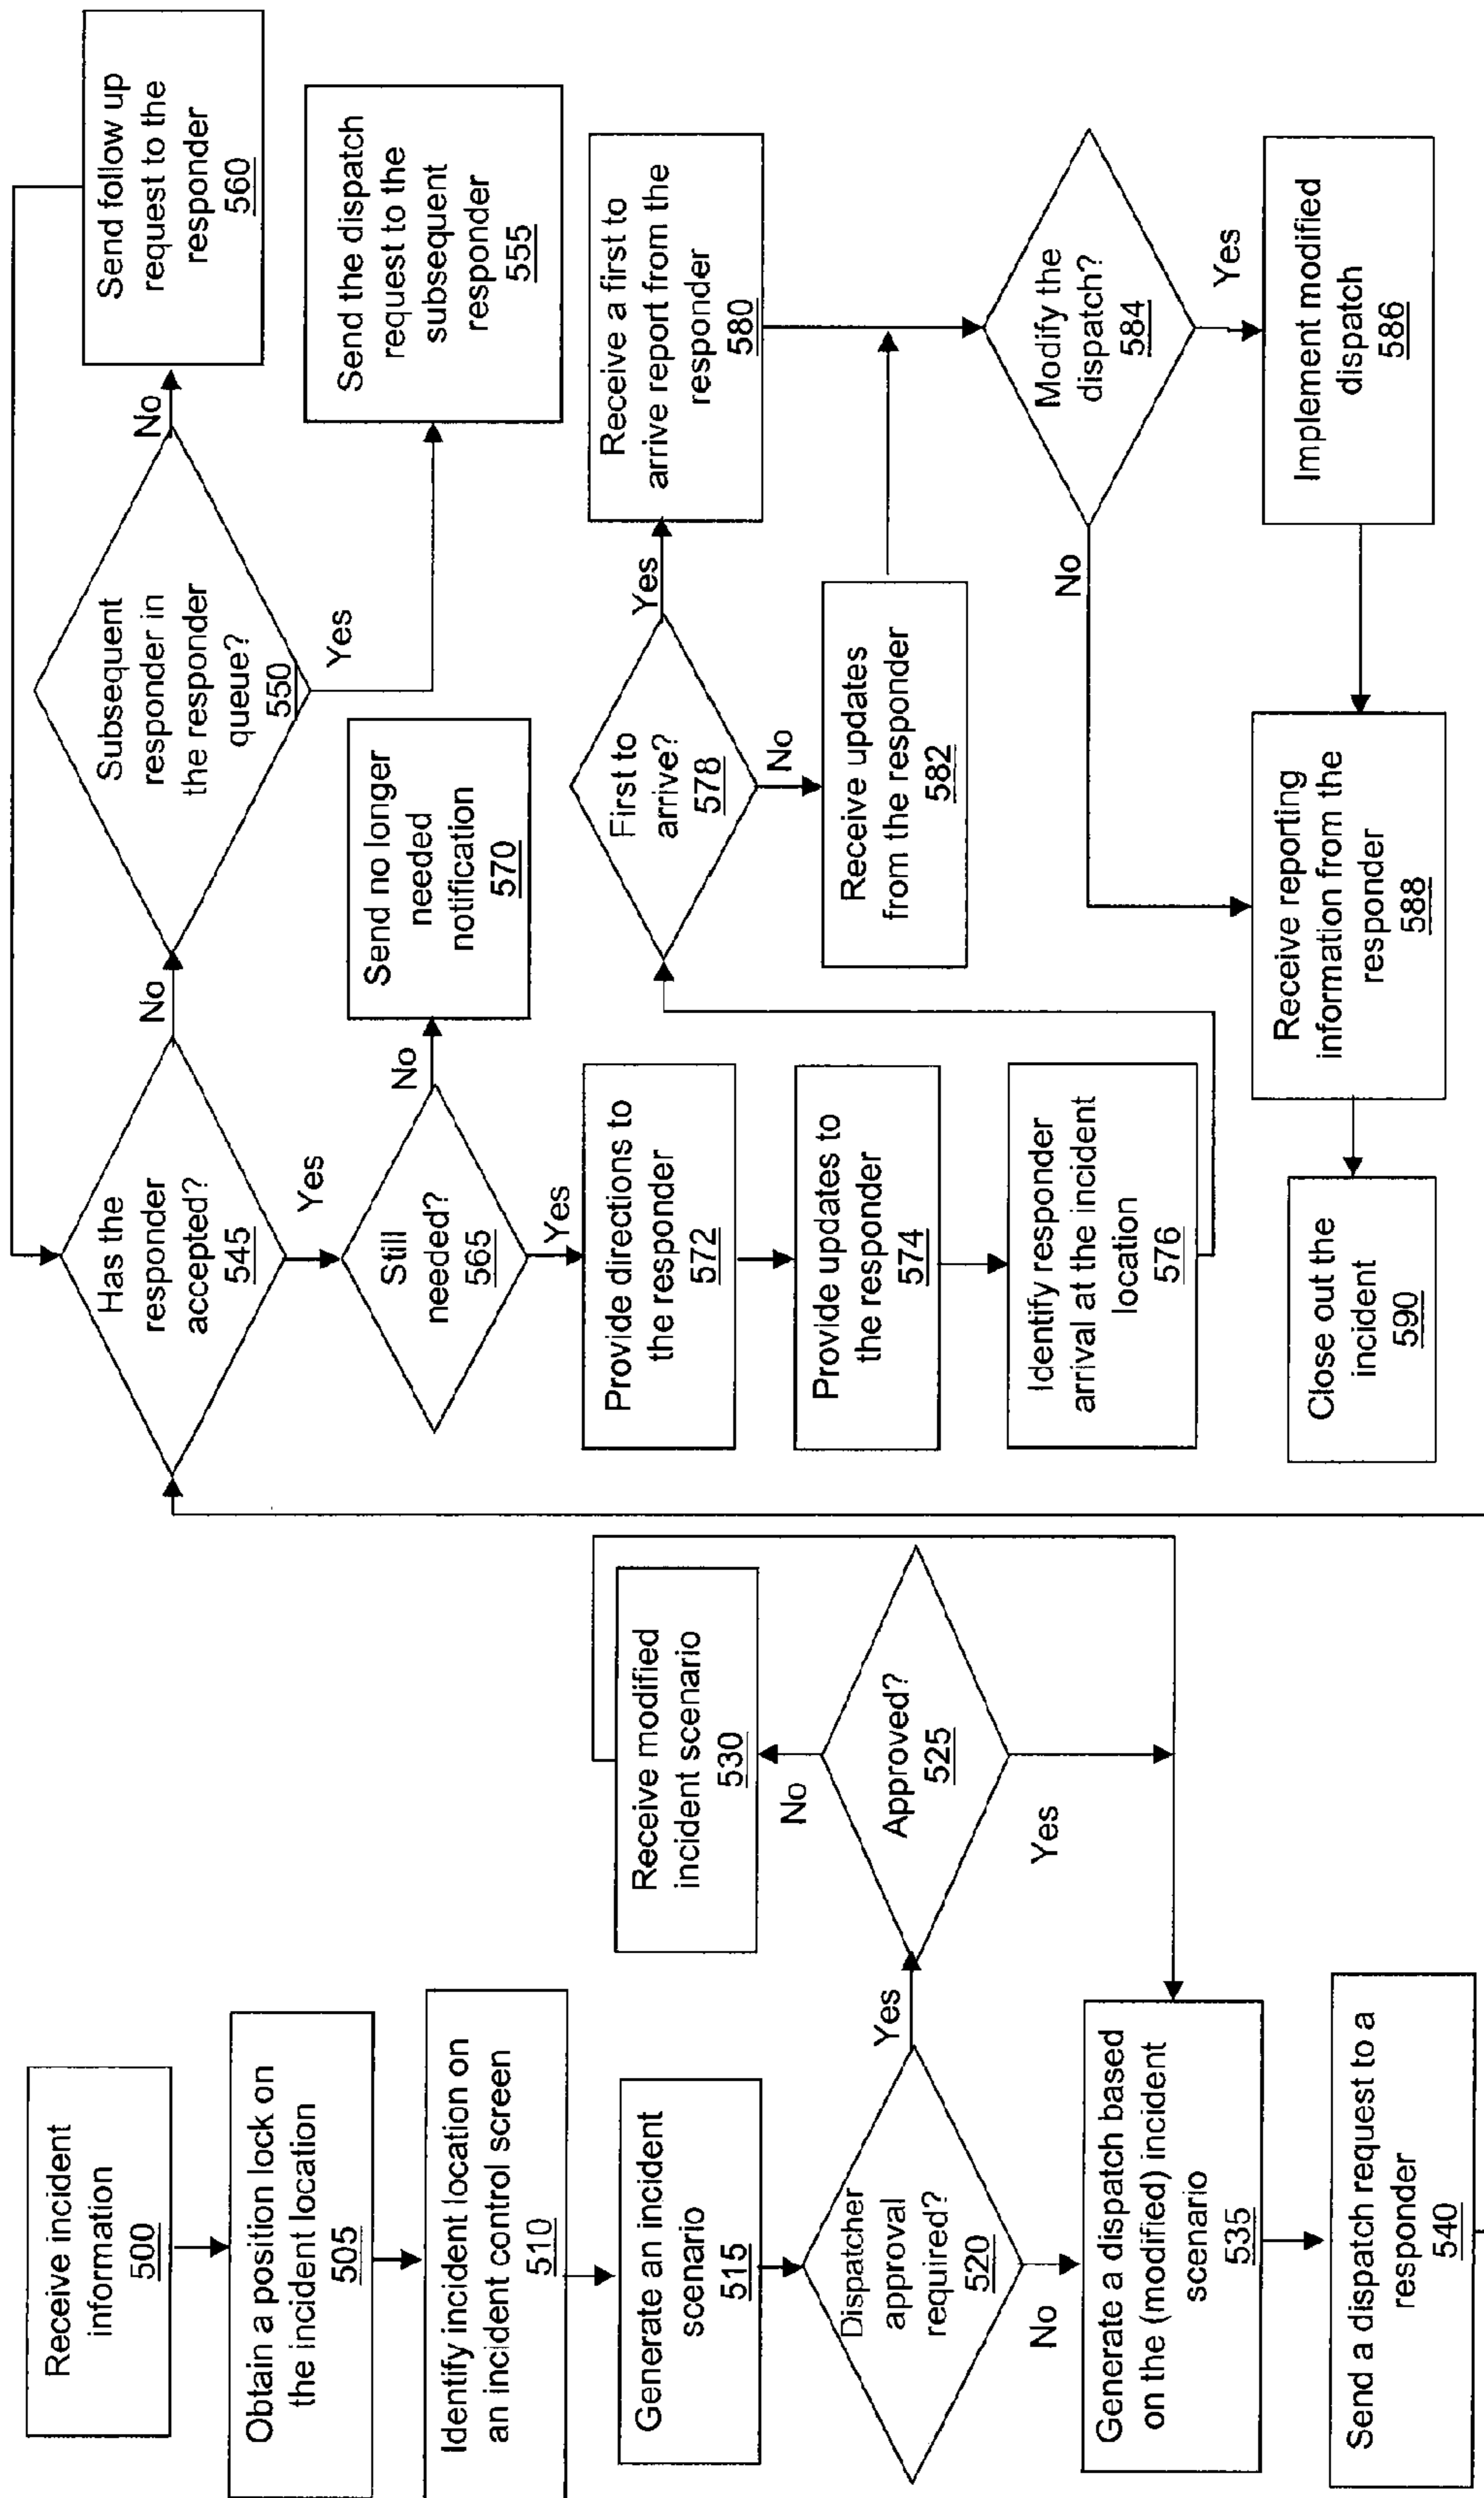 Receive incident
information
500
Obtain a position lock on
the incident location
505
Identify incident location on
an incident control screen
510
Generate an incident
scenario
515
Dispatcher
approval
required?
520
Yes
No
Receive modified
incident scenario
530
No
Approved?
525
Yes
Generate a dispatch based
on the (modified) incident
scenario
535
Send a dispatch request to a
responder
540
Has the
responder
accepted?
545
No
Yes
Subsequent
responder in
the responder
queue?
550
No
Yes
Send follow up
request to the
responder
560
Send the dispatch
request to the
subsequent
responder
555
Still
needed?
565
No
Yes
Send no longer
needed
notification
570
Provide directions to
the responder
572
Provide updates to
the responder
574
Identify responder
arrival at the incident
location
576
First to
arrive?
578
Yes
No
Receive a first to
arrive report from the
responder
580
Receive updates
from the responder
582
Modify the
dispatch?
584
No
Yes
Implement modified
dispatch
586
Receive reporting
information from the
responder
588
Close out the
incident
590